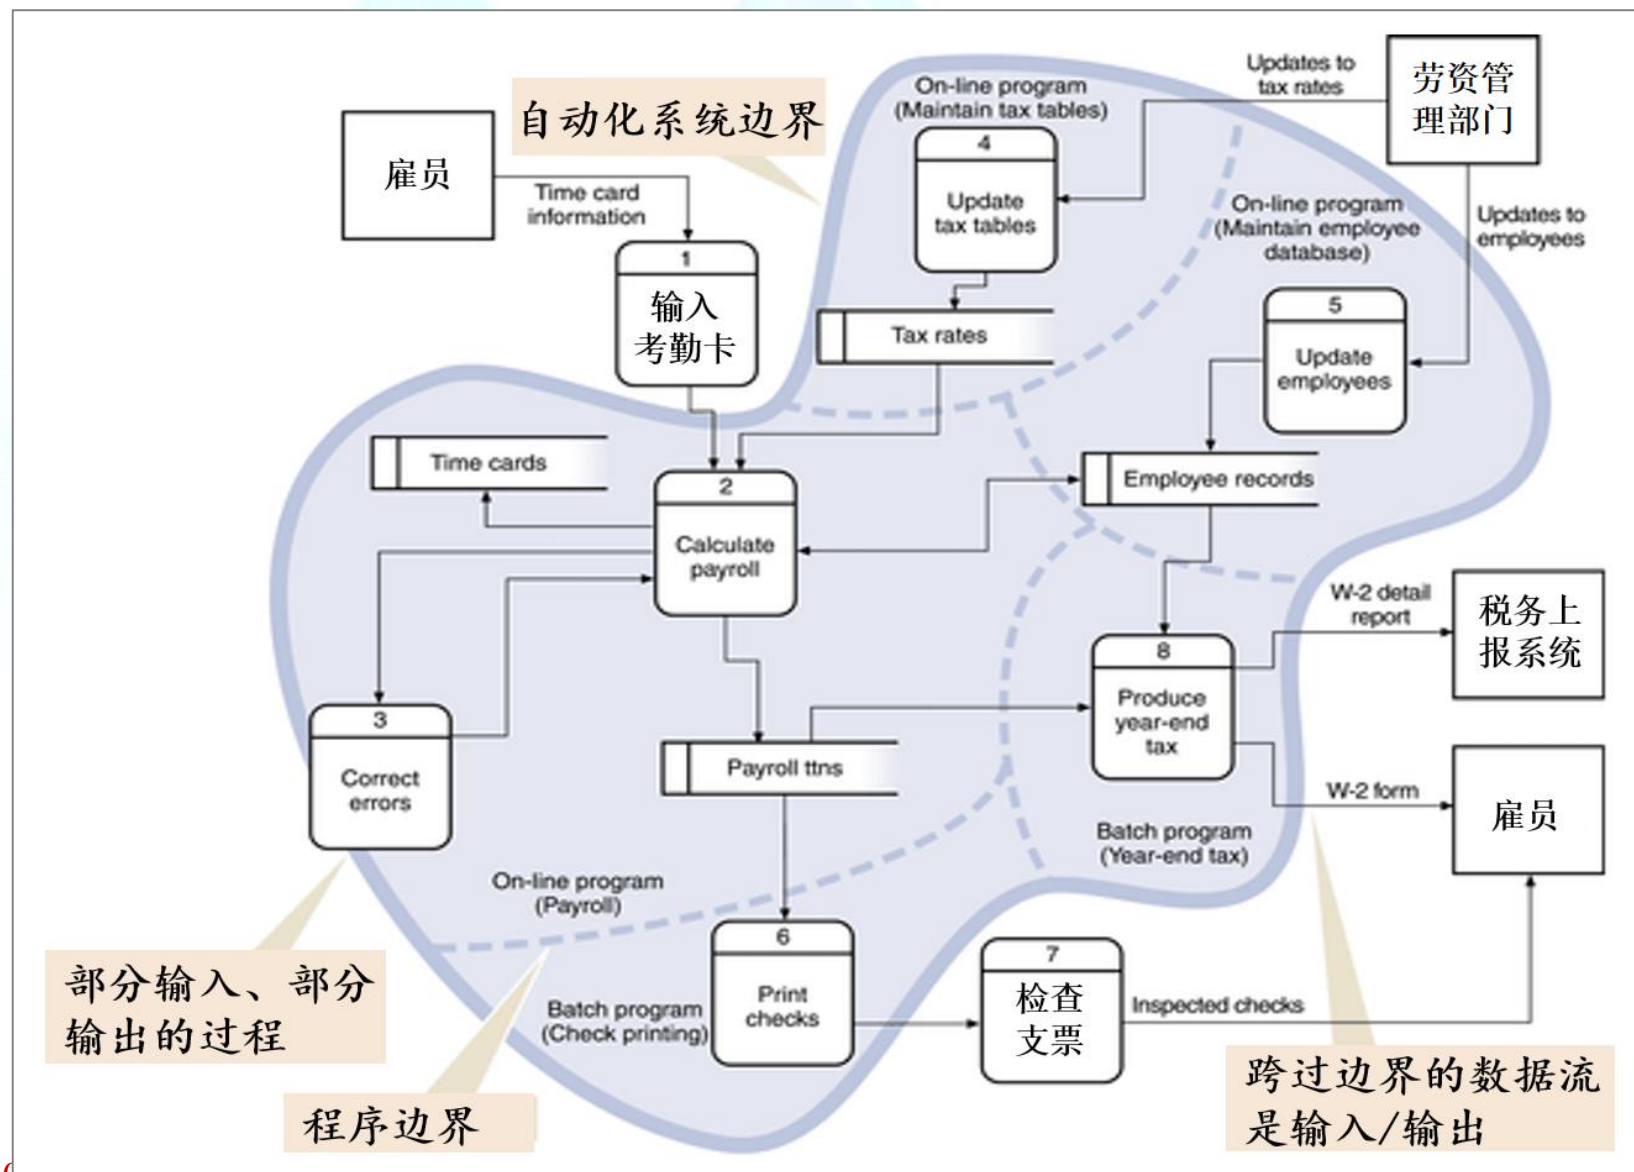 自动化系统边界
雇员
Time card
information
1
输入
考勤卡
On-line program
(Maintain tax tables)
4
Update
tax tables
Updates to
tax rates
劳资管
理部门
On-line program
(Maintain employee
database)
Updates to
employees
5
Update
employees
Tax rates
Time cards
Employee records
2
Calculate
payroll
3
Correct
errors
Payroll ttns
8
Produce
year-end
tax
W-2 detail
report
税务上
报系统
W-2 form
雇员
Batch program
(Year-end tax)
On-line program
(Payroll)
部分输入、部分
输出的过程
程序边界
Batch program
(Check printing)
6
Print
checks
7
检查
支票
Inspected checks
跨过边界的数据流
是输入/输出